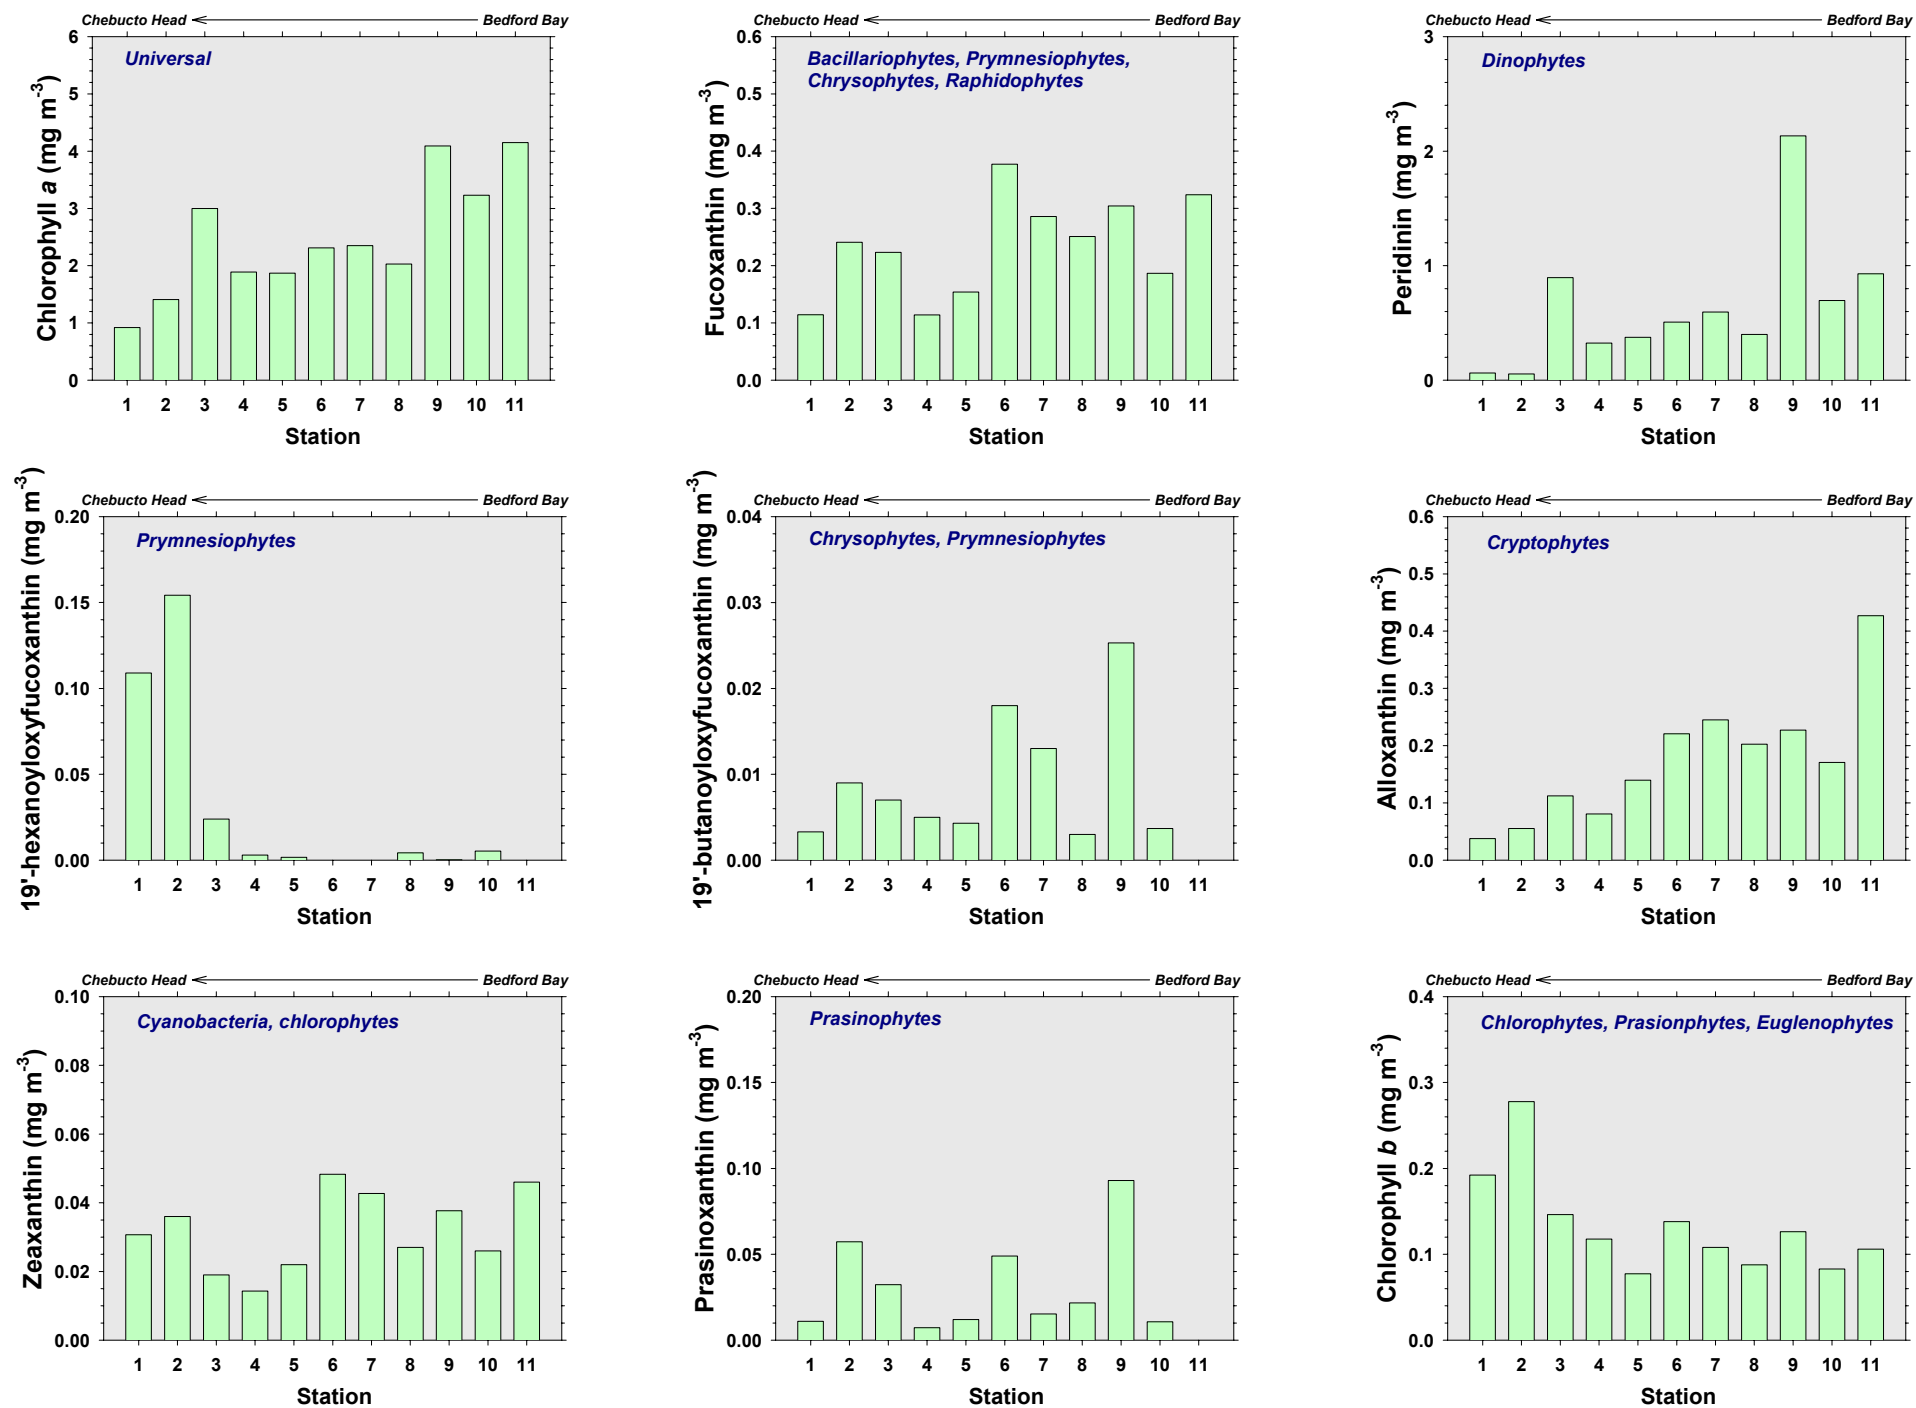 Chebucto Head Bedford Bay
Universal
6
5
4
3
2
1
0
Chlorophyll a (mg m-3)
1 2 3 4 5 6 7 8 9 10 11
Station
Chebucto Head Bedford Bay
Bacillariophytes, Prymnesiophytes,
Chrysophytes, Raphidophytes
0.6
0.5
0.4
0.3
0.2
0.1
0.0
Fucoxanthin (mg m-3)
1 2 3 4 5 6 7 8 9 10 11
Station
Chebucto Head Bedford Bay
Dinophytes
3
2
1
0
Peridinin (mg m-3)
1 2 3 4 5 6 7 8 9 10 11
Station
Chebucto Head Bedford Bay
Prymnesiophytes
0.20
0.15
0.10
0.05
0.00
19'-hexanoyloxyfucoxanthin (mg m-3)
1 2 3 4 5 6 7 8 9 10 11
Station
Chebucto Head Bedford Bay
Chrysophytes, Prymnesiophytes
0.04
0.03
0.02
0.01
0.00
19'-butanoyloxyfucoxanthin (mg m-3)
1 2 3 4 5 6 7 8 9 10 11
Station
Chebucto Head Bedford Bay
Cryptophytes
0.6
0.5
0.4
0.3
0.2
0.1
0.0
Alloxanthin (mg m-3)
1 2 3 4 5 6 7 8 9 10 11
Station
Chebucto Head Bedford Bay
Cyanobacteria, chlorophytes
0.10
0.08
0.06
0.04
0.02
0.00
Zeaxanthin (mg m-3)
1 2 3 4 5 6 7 8 9 10 11
Station
Chebucto Head Bedford Bay
Prasinophytes
0.20
0.15
0.10
0.05
0.00
Prasinoxanthin (mg m-3)
1 2 3 4 5 6 7 8 9 10 11
Station
Chebucto Head Bedford Bay
Chlorophytes, Prasionphytes, Euglenophytes
0.4
0.3
0.2
0.1
0.0
Chlorophyll b (mg m-3)
1 2 3 4 5 6 7 8 9 10 11
Station